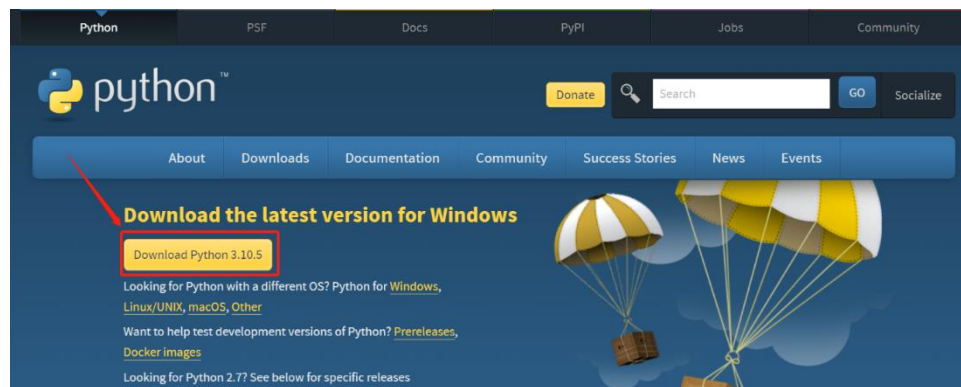 Python PSF Docs PyPI Jobs Community
python™
Donate Search GO Socialize
About Downloads Documentation Community Success Stories News Events
Download the latest version for Windows
Download Python 3.10.5
Looking for Python with a different OS? Python for Windows,
Linux/UNIX, macOS, Other
Want to help test development versions of Python? Prereleases,
Docker images
Looking for Python 2.7? See below for specific releases